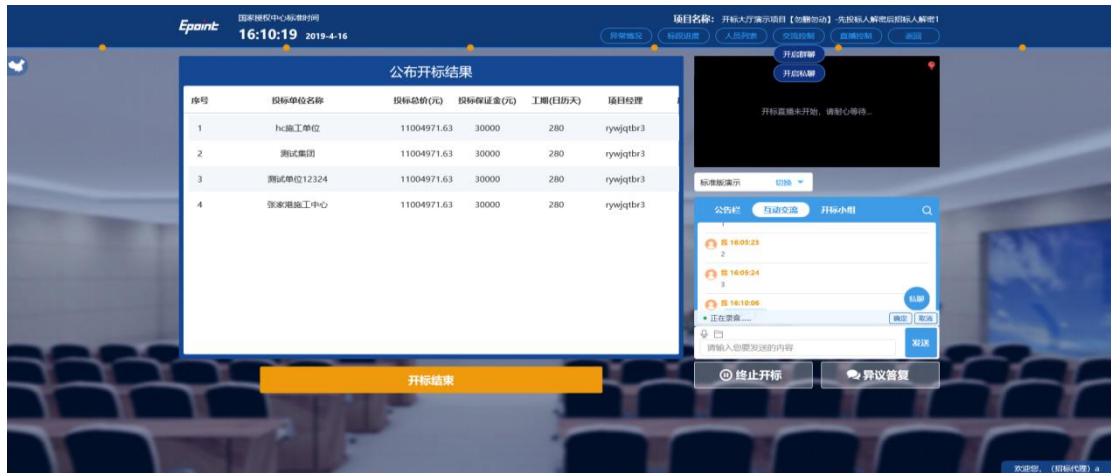 Epoint
国家授权中心标准时间
16:10:19 2019-4-16
项目名称: 开标大厅演示项目【勿删勿动】-先投标人解密后招标人解密1
异常情况 标段进度 人员列表 交流控制 直播控制 返回
开启群聊
开启私聊
公布开标结果
序号 投标单位名称 投标总价(元) 投标保证金(元) 工期(日历天) 项目经理
1 hc施工单位 11004971.63 30000 280 rywjqtbr3
2 测试集团 11004971.63 30000 280 rywjqtbr3
3 测试单位12324 11004971.63 30000 280 rywjqtbr3
4 张家港施工中心 11004971.63 30000 280 rywjqtbr3
开标直播未开始，请耐心等待...
标准版演示 切换
公告栏 互动交流 开标小组
我 16:05:23
2
我 16:05:24
3
我 16:10:06
私聊
正在录音......
确定 取消
请输入您要发送的内容
发送
开标结束
终止开标 异议答复
欢迎您，（招标代理）a